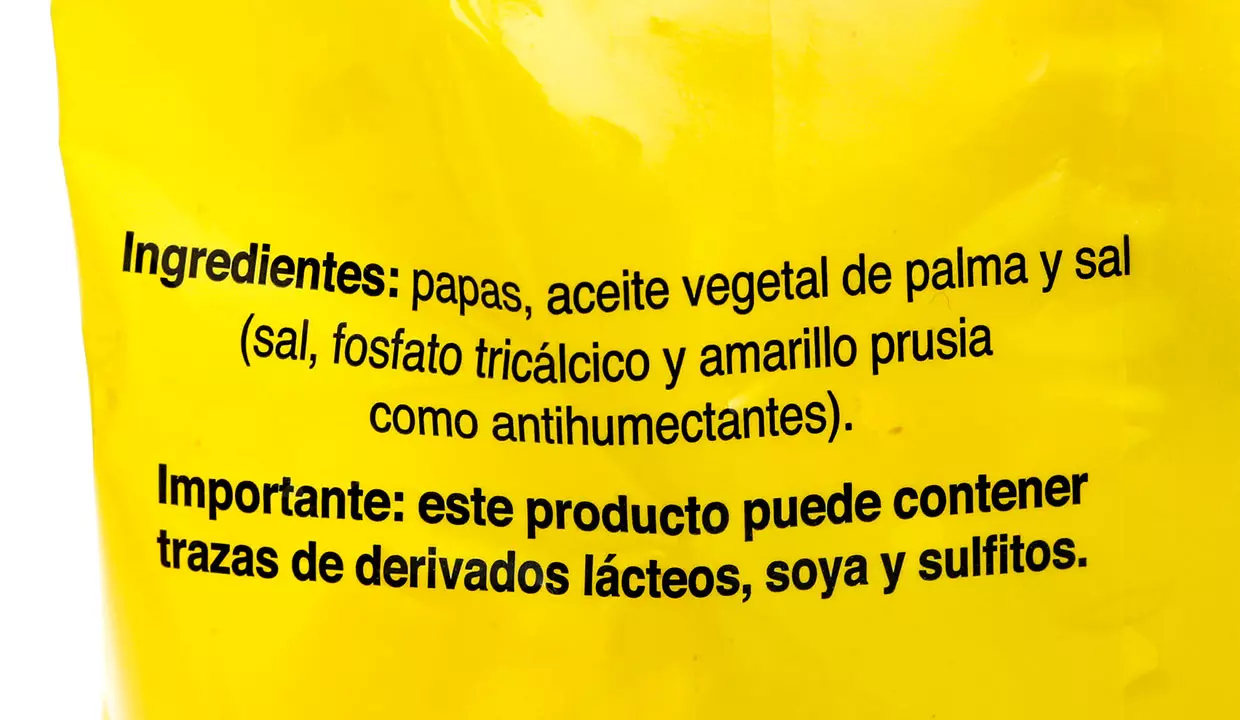 Ingredientes: papas, aceite vegetal de palma y sal
(sal, fosfato tricálcico y amarillo prusia
como antihumectantes).
Importante: este producto puede contener
trazas de derivados lácteos, soya y sulfitos.